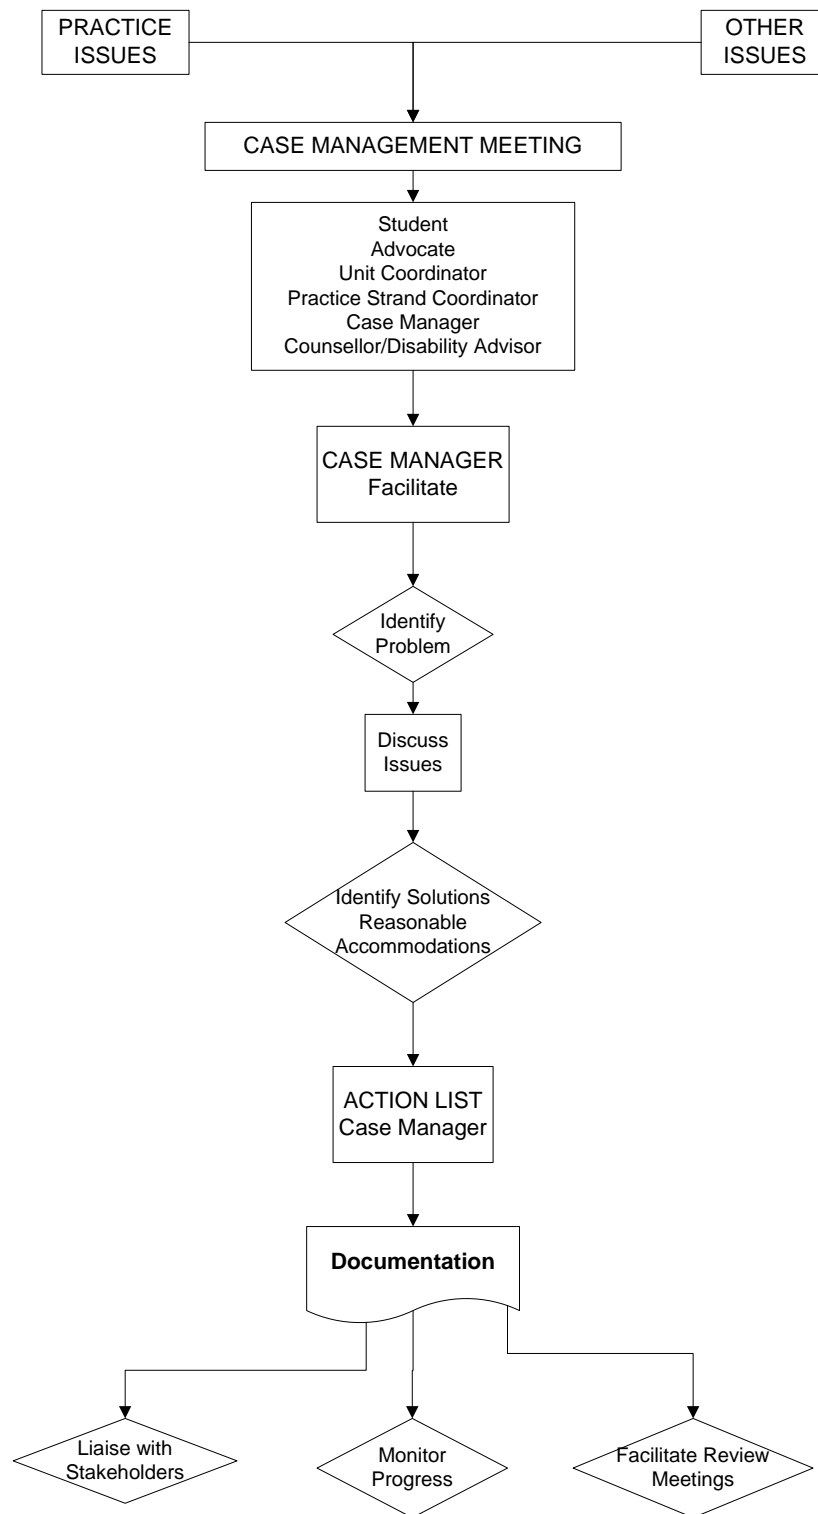 PRACTICE
ISSUES
OTHER
ISSUES
CASE MANAGEMENT MEETING
Student
Advocate
Unit Coordinator
Practice Strand Coordinator
Case Manager
Counsellor/Disability Advisor
CASE MANAGER
Facilitate
Identify
Problem
Discuss
Issues
Identify Solutions
Reasonable
Accommodations
ACTION LIST
Case Manager
Documentation
Liaise with
Stakeholders
Monitor
Progress
Facilitate Review
Meetings